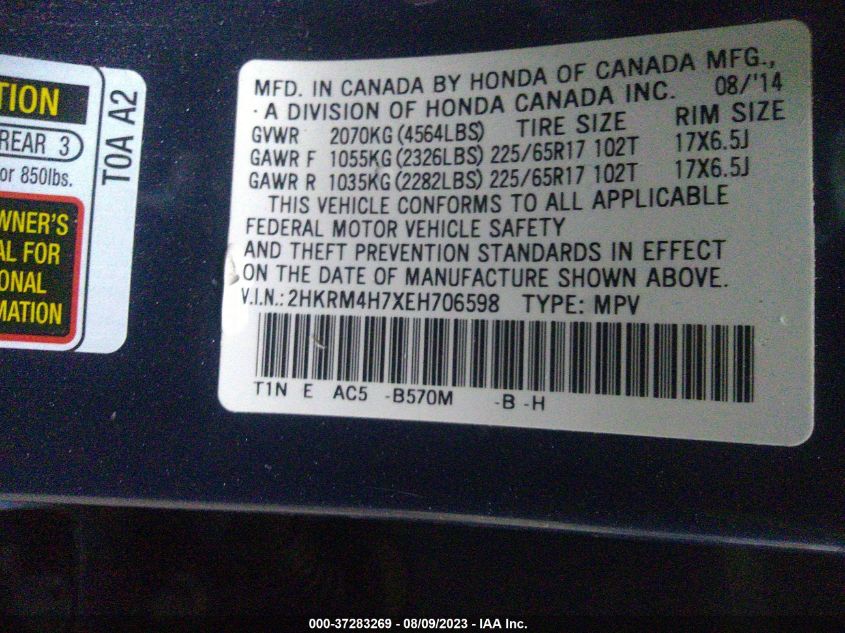 TION
REAR 3
or 850lbs.
WNER'S
AL FOR
ONAL
MATION
T0A A2
MFD. IN CANADA BY HONDA OF CANADA MFG.,
· A DIVISION OF HONDA CANADA INC. 08/'14
GVWR 2070KG (4564LBS) TIRE SIZE RIM SIZE
GAWR F 1055KG (2326LBS) 225/65R17 102T 17X6.5J
GAWR R 1035KG (2282LBS) 225/65R17 102T 17X6.5J
THIS VEHICLE CONFORMS TO ALL APPLICABLE
FEDERAL MOTOR VEHICLE SAFETY
AND THEFT PREVENTION STANDARDS IN EFFECT
ON THE DATE OF MANUFACTURE SHOWN ABOVE.
V.I.N.: 2HKRM4H7XEH706598 TYPE: MPV
T1N E AC5 -B570M -B -H
000-37283269 - 08/09/2023 - IAA Inc.